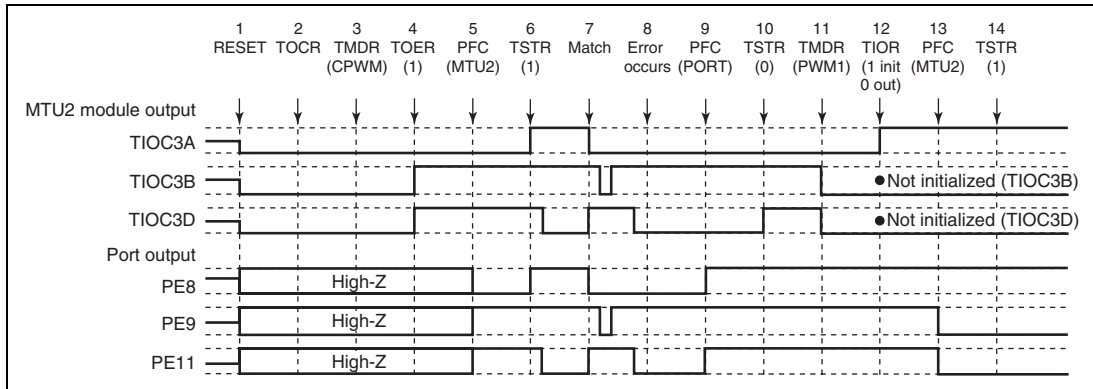 1 2 3 4 5 6 7 8 9 10 11 12 13 14
RESET TOCR TMDR TOER PFC TSTR Match Error PFC TSTR TMDR TIOR PFC TSTR
(CPWM) (1) (MTU2) (1) occurs (PORT) (0) (PWM1) (1 init (MTU2) (1)
0 out)
MTU2 module output
TIOC3A
TIOC3B
Not initialized (TIOC3B)
TIOC3D
Not initialized (TIOC3D)
Port output
PE8 High-Z
PE9 High-Z
PE11 High-Z